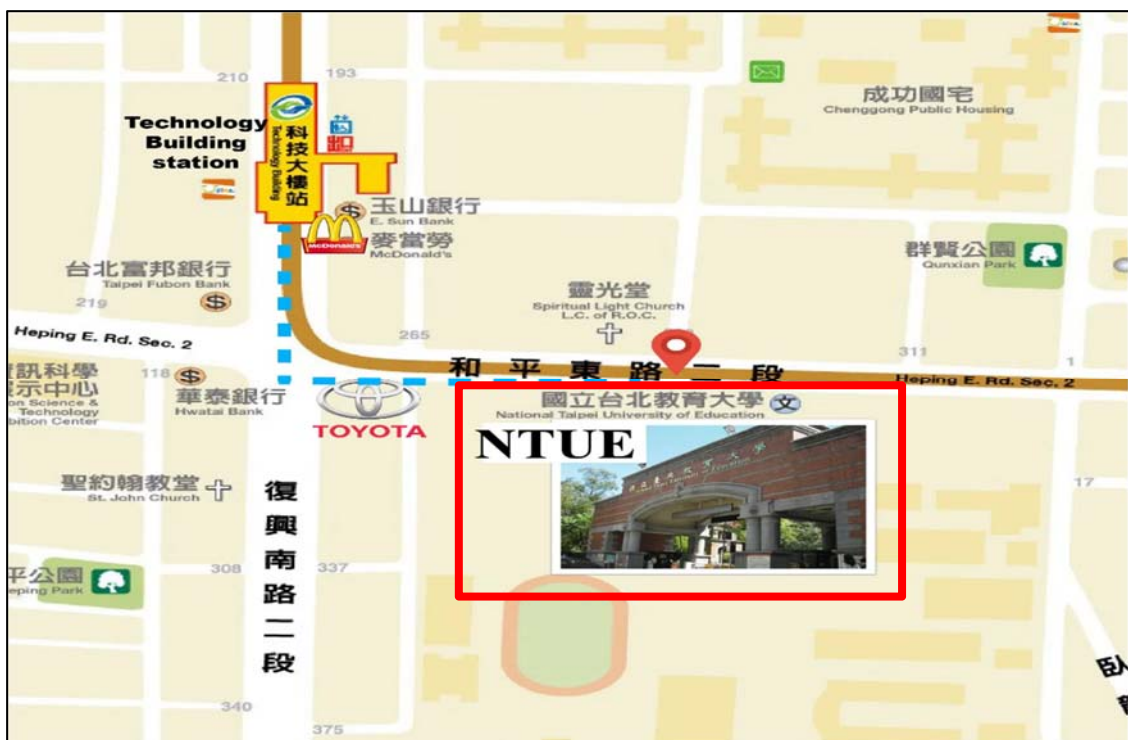 210
193
Technology
Building
station
科技大樓站
Technology Building
成功國宅
Chenggong Public Housing
玉山銀行
E. Sun Bank
McDonald's
麥當勞
McDonald's
台北富邦銀行
Taipei Fubon Bank
群賢公園
Qunxian Park
靈光堂
Spiritual Light Church
L.C. of R.O.C.
219
Heping E. Rd. Sec. 2
265
311
1
和平東路二段
Heping E. Rd. Sec. 2
資訊科學
展示中心
on Science &
Technology
bition Center
118
華泰銀行
Hwatai Bank
TOYOTA
國立台北教育大學
文
National Taipei University of Education
NTUE
聖約翰教堂
St. John Church
復興南路二段
17
平公園
eping Park
308
337
340
375
臥